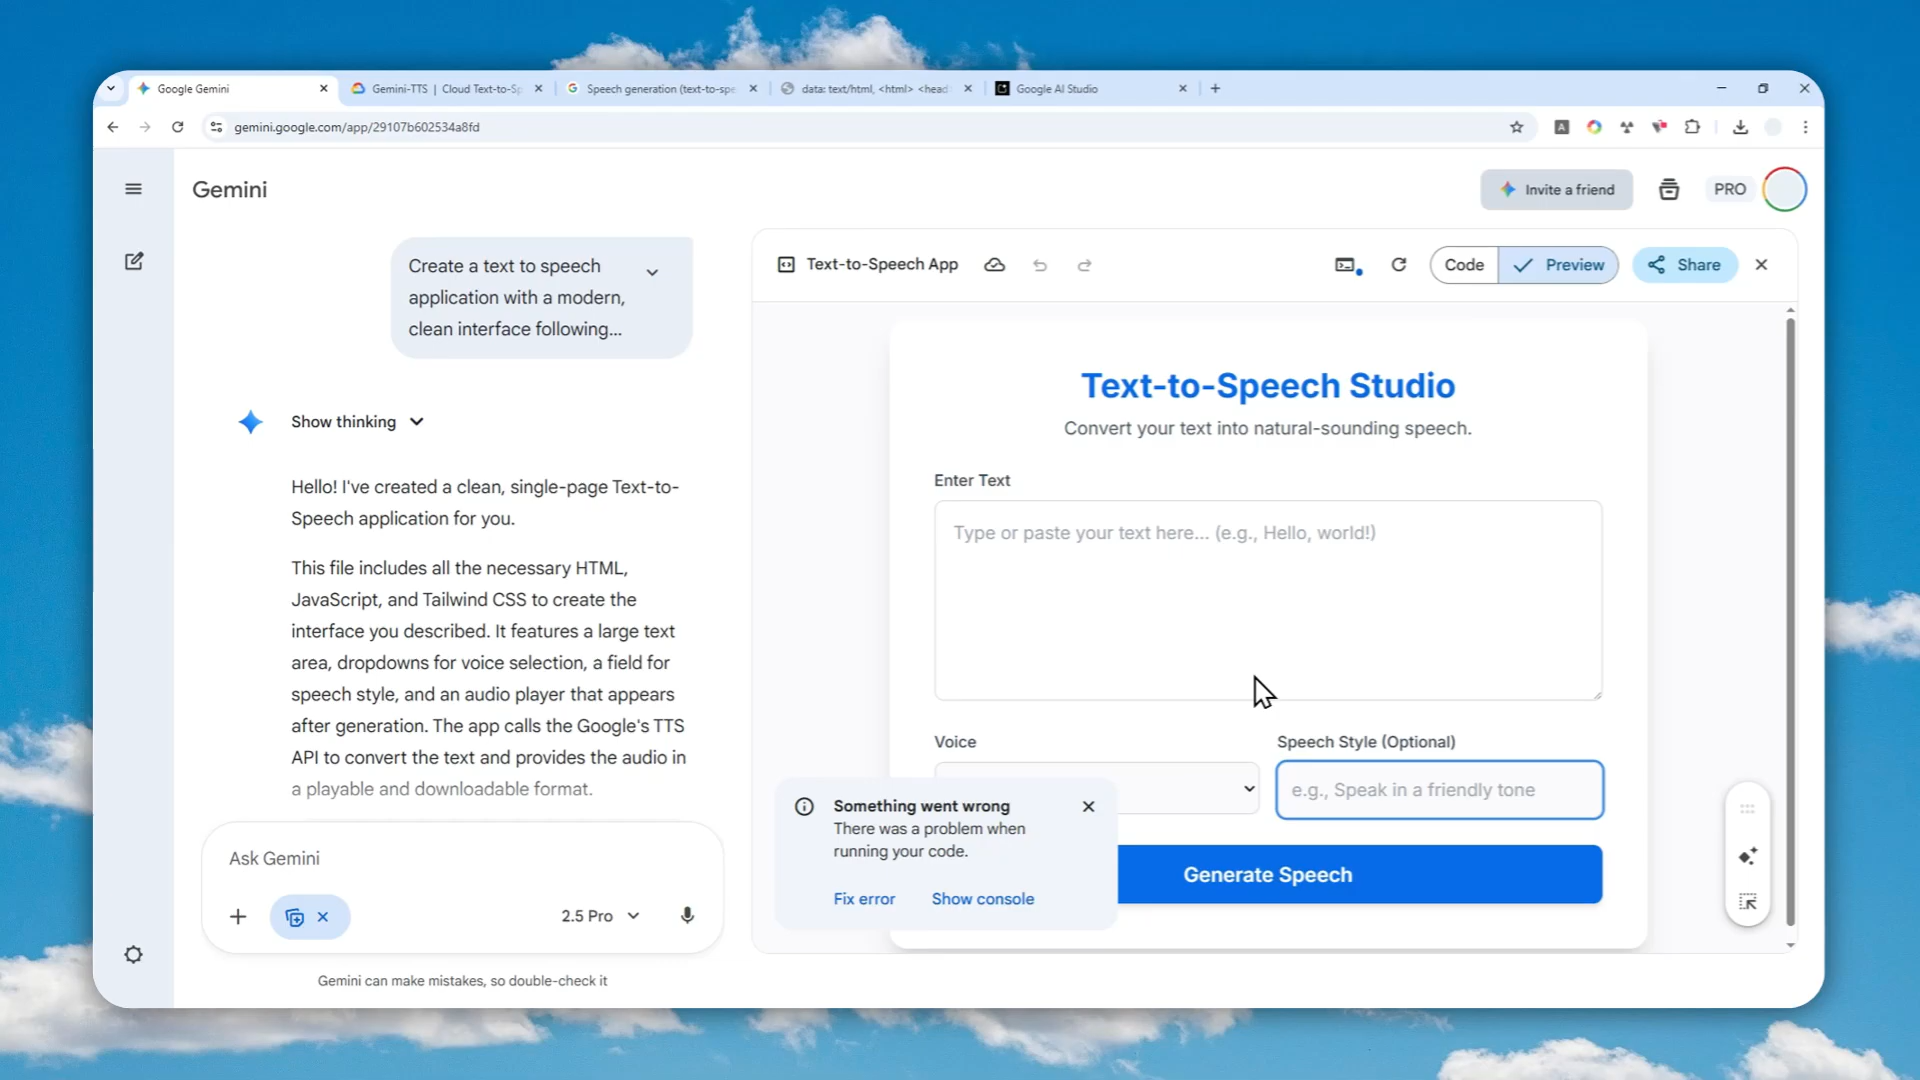 Google Gemini
Gemini-TTS | Cloud Text-to-Sp
Speech generation (text-to-spe
data: text/html, <html> <head
Google AI Studio
gemini.google.com/app/29107b602534a8fd
A
Gemini
Invite a friend
PRO
Create a text to speech
application with a modern,
clean interface following...
Show thinking
Hello! I've created a clean, single-page Text-to-
Speech application for you.
This file includes all the necessary HTML,
JavaScript, and Tailwind CSS to create the
interface you described. It features a large text
area, dropdowns for voice selection, a field for
speech style, and an audio player that appears
after generation. The app calls the Google's TTS
API to convert the text and provides the audio in
a playable and downloadable format.
Ask Gemini
2.5 Pro
Gemini can make mistakes, so double-check it
Text-to-Speech App
Code
Preview
Share
Text-to-Speech Studio
Convert your text into natural-sounding speech.
Enter Text
Type or paste your text here... (e.g., Hello, world!)
Voice
Speech Style (Optional)
e.g., Speak in a friendly tone
Something went wrong
There was a problem when
running your code.
Fix error
Show console
Generate Speech